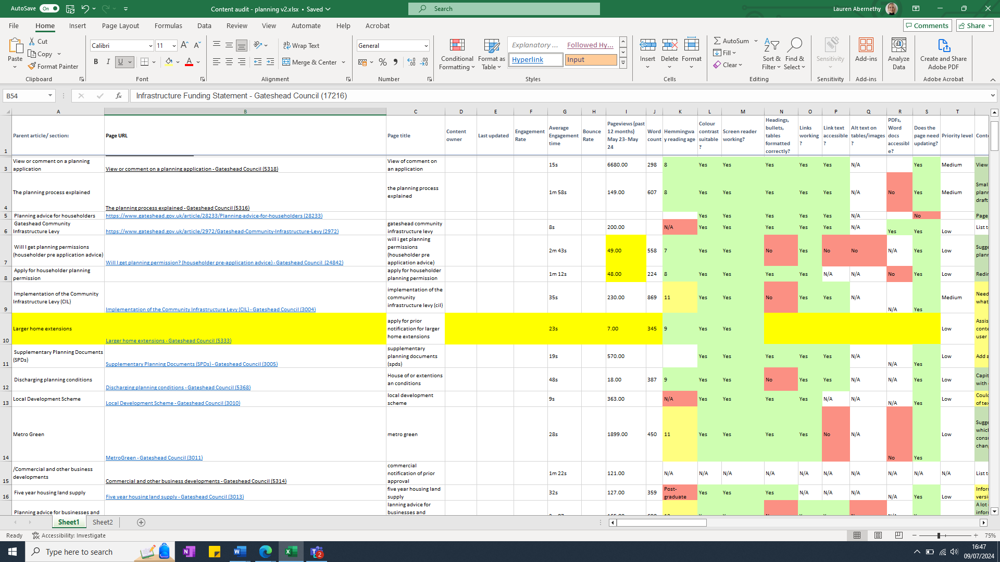 AutoSave On Content audit - planning v2.xlsx • Saved Search Lauren Abernethy
File Home Insert Page Layout Formulas Data Review View Automate Help Acrobat Comments Share
Paste Cut Copy Format Painter Clipboard
Calibri 11 B I U Font
Wrap Text Merge & Center Alignment
General Number
Conditional Formatting Format as Table
Explanatory ... Followed Hy...
Hyperlink Input
Styles
Insert Delete Format Cells
AutoSum Fill Clear Sort & Filter Find & Select Editing
Sensitivity Sensitivity
Add-ins Add-ins
Analyze Data
Create and Share Adobe PDF Adobe Acrobat
B54 fx Infrastructure Funding Statement - Gateshead Council (17216)
A B C D E F G H I J K L M N O P Q R S T
1 Parent article/ section: Page URL Page title Content owner Last updated Engagement Rate Average Engagement time Bounce Rate Pageviews (past 12 months) May 23- May 24 Word count Hemmingway reading age Colour contrast suitable? Screen reader working? Headings, bullets, tables formatted correctly? Links working? Link text accessible? Alt text on tables/images? PDFs, Word docs accessible? Does the page need updating? Priority level Conte
3 View or comment on a planning application View or comment on a planning application - Gateshead Council (5318) View of comment on an application 15s 6680.00 298 8 Yes Yes Yes Yes Yes N/A Yes Medium View
4 The planning process explained The planning process explained - Gateshead Council (5316) the planning process explained 1m 58s 149.00 607 8 Yes Yes Yes Yes Yes N/A No Yes Medium Smal plann draft
5 Planning advice for householders https://www.gateshead.gov.uk/article/28233/Planning-advice-for-householders (28233) Yes Yes Yes Yes Yes N/A No Page
6 Gateshead Community Infrastructure Levy https://www.gateshead.gov.uk/article/2972/Gateshead-Community-Infrastructure-Levy (2972) gateshead community infrastructure levy 8s 200.00 N/A Yes Yes Yes Yes Yes N/A Yes Yes Low List t
7 Will I get planning permissions (householder pre application advice) Will I get planning permission? (householder pre-application advice) - Gateshead Council (24842) will i get planning permissions (householder pre application advice) 2m 43s 49.00 558 7 Yes Yes No Yes No No N/A Yes Low Sugge plann
8 Apply for householder planning permission apply for householder planning permission 1m 12s 48.00 224 8 Yes Yes Yes Yes N/A N/A No Yes Low Redir
9 Implementation of the Community Infrastructure Levy (CIL) Implementation of the Community Infrastructure Levy (CIL) - Gateshead Council (3004) implementation of the community infrastructure levy (cil) 35s 230.00 869 11 Yes Yes No Yes Yes N/A N/A Yes Medium Need what
10 Larger home extensions Larger home extensions - Gateshead Council (5333) apply for prior notification for larger home extensions 23s 7.00 345 9 Yes Yes Low Assis conte user
11 Supplementary Planning Documents (SPDs) Supplementary Planning Documents (SPDs) - Gateshead Council (3005) supplementary planning documents (spds) 19s 570.00 Yes Yes Yes Yes Yes N/A N/A Yes Low Add a
12 Discharging planning conditions Discharging planning conditions - Gateshead Council (5368) House of or extentions an conditions 48s 18.00 387 9 Yes Yes No Yes Yes N/A N/A Yes Low Capit with
13 Local Development Scheme Local Development Scheme - Gateshead Council (3010) local development scheme 9s 363.00 N/A Yes Yes Yes Yes N/A N/A N/A Yes Low Could of tex
14 Metro Green MetroGreen - Gateshead Council (3011) metro green 28s 1899.00 450 11 Yes Yes Yes Yes No N/A No Yes Low Sugge which consu chang
15 /Commercial and other business developments Commercial and other business developments - Gateshead Council (5314) commercial notification of prior approval 1m 22s 121.00 N/A N/A N/A N/A N/A N/A N/A N/A N/A N/A List t
16 Five year housing land supply Five year housing land supply - Gateshead Council (3013) five year housing land supply 32s 127.00 359 Post-graduate Yes Yes Yes N/A N/A N/A N/A Yes Low Infor versi
Planning advice for businesses and lanning advice for businesses and A lot infor
Sheet1 Sheet2
Ready Accessibility: Investigate 75%
Type here to search 2 16:47
09/07/2024